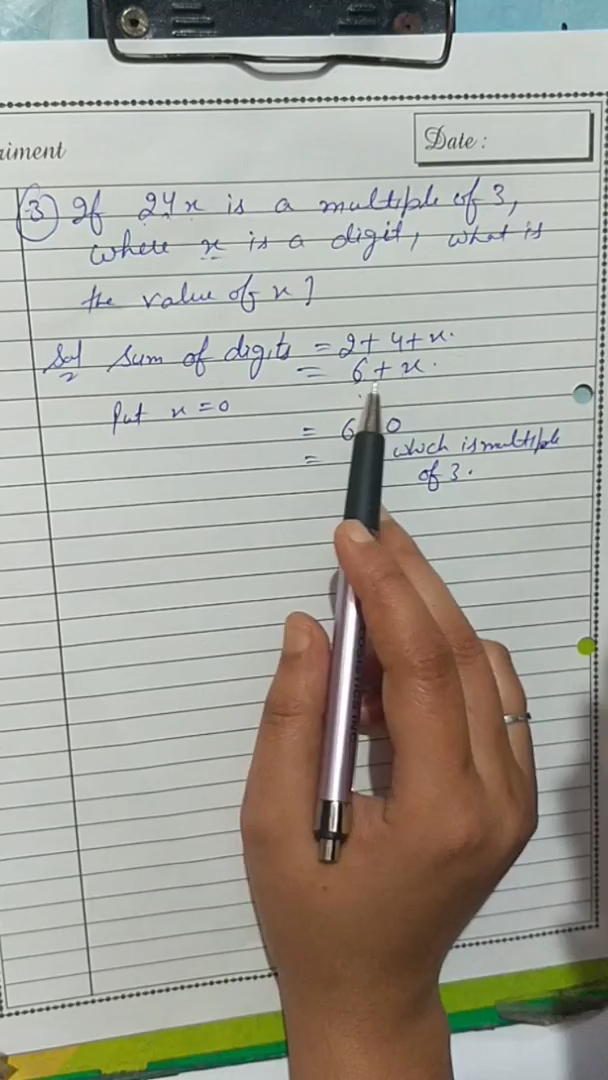 riment
Date :
3 If 24x is a multiple of 3,
where x is a digit, what is
the value of x ]
Sol sum of digits = 2+ 4+x.
= 6+x.
Put x=0
= 6 0
= which is multiple
of 3.